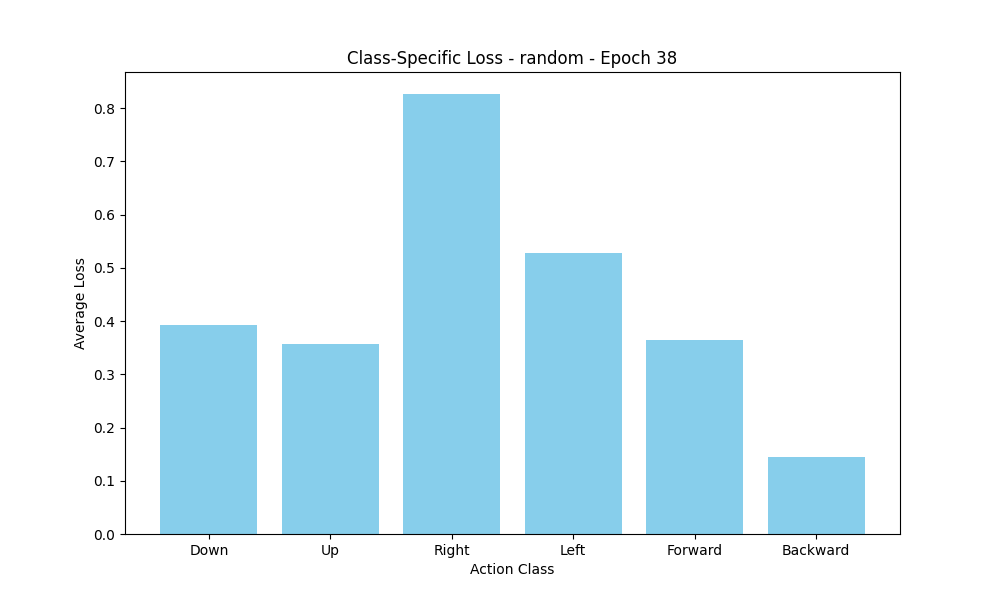 Class-Specific Loss - random - Epoch 38
Average Loss
0.8
0.7
0.6
0.5
0.4
0.3
0.2
0.1
0.0
Down Up Right Left Forward Backward
Action Class